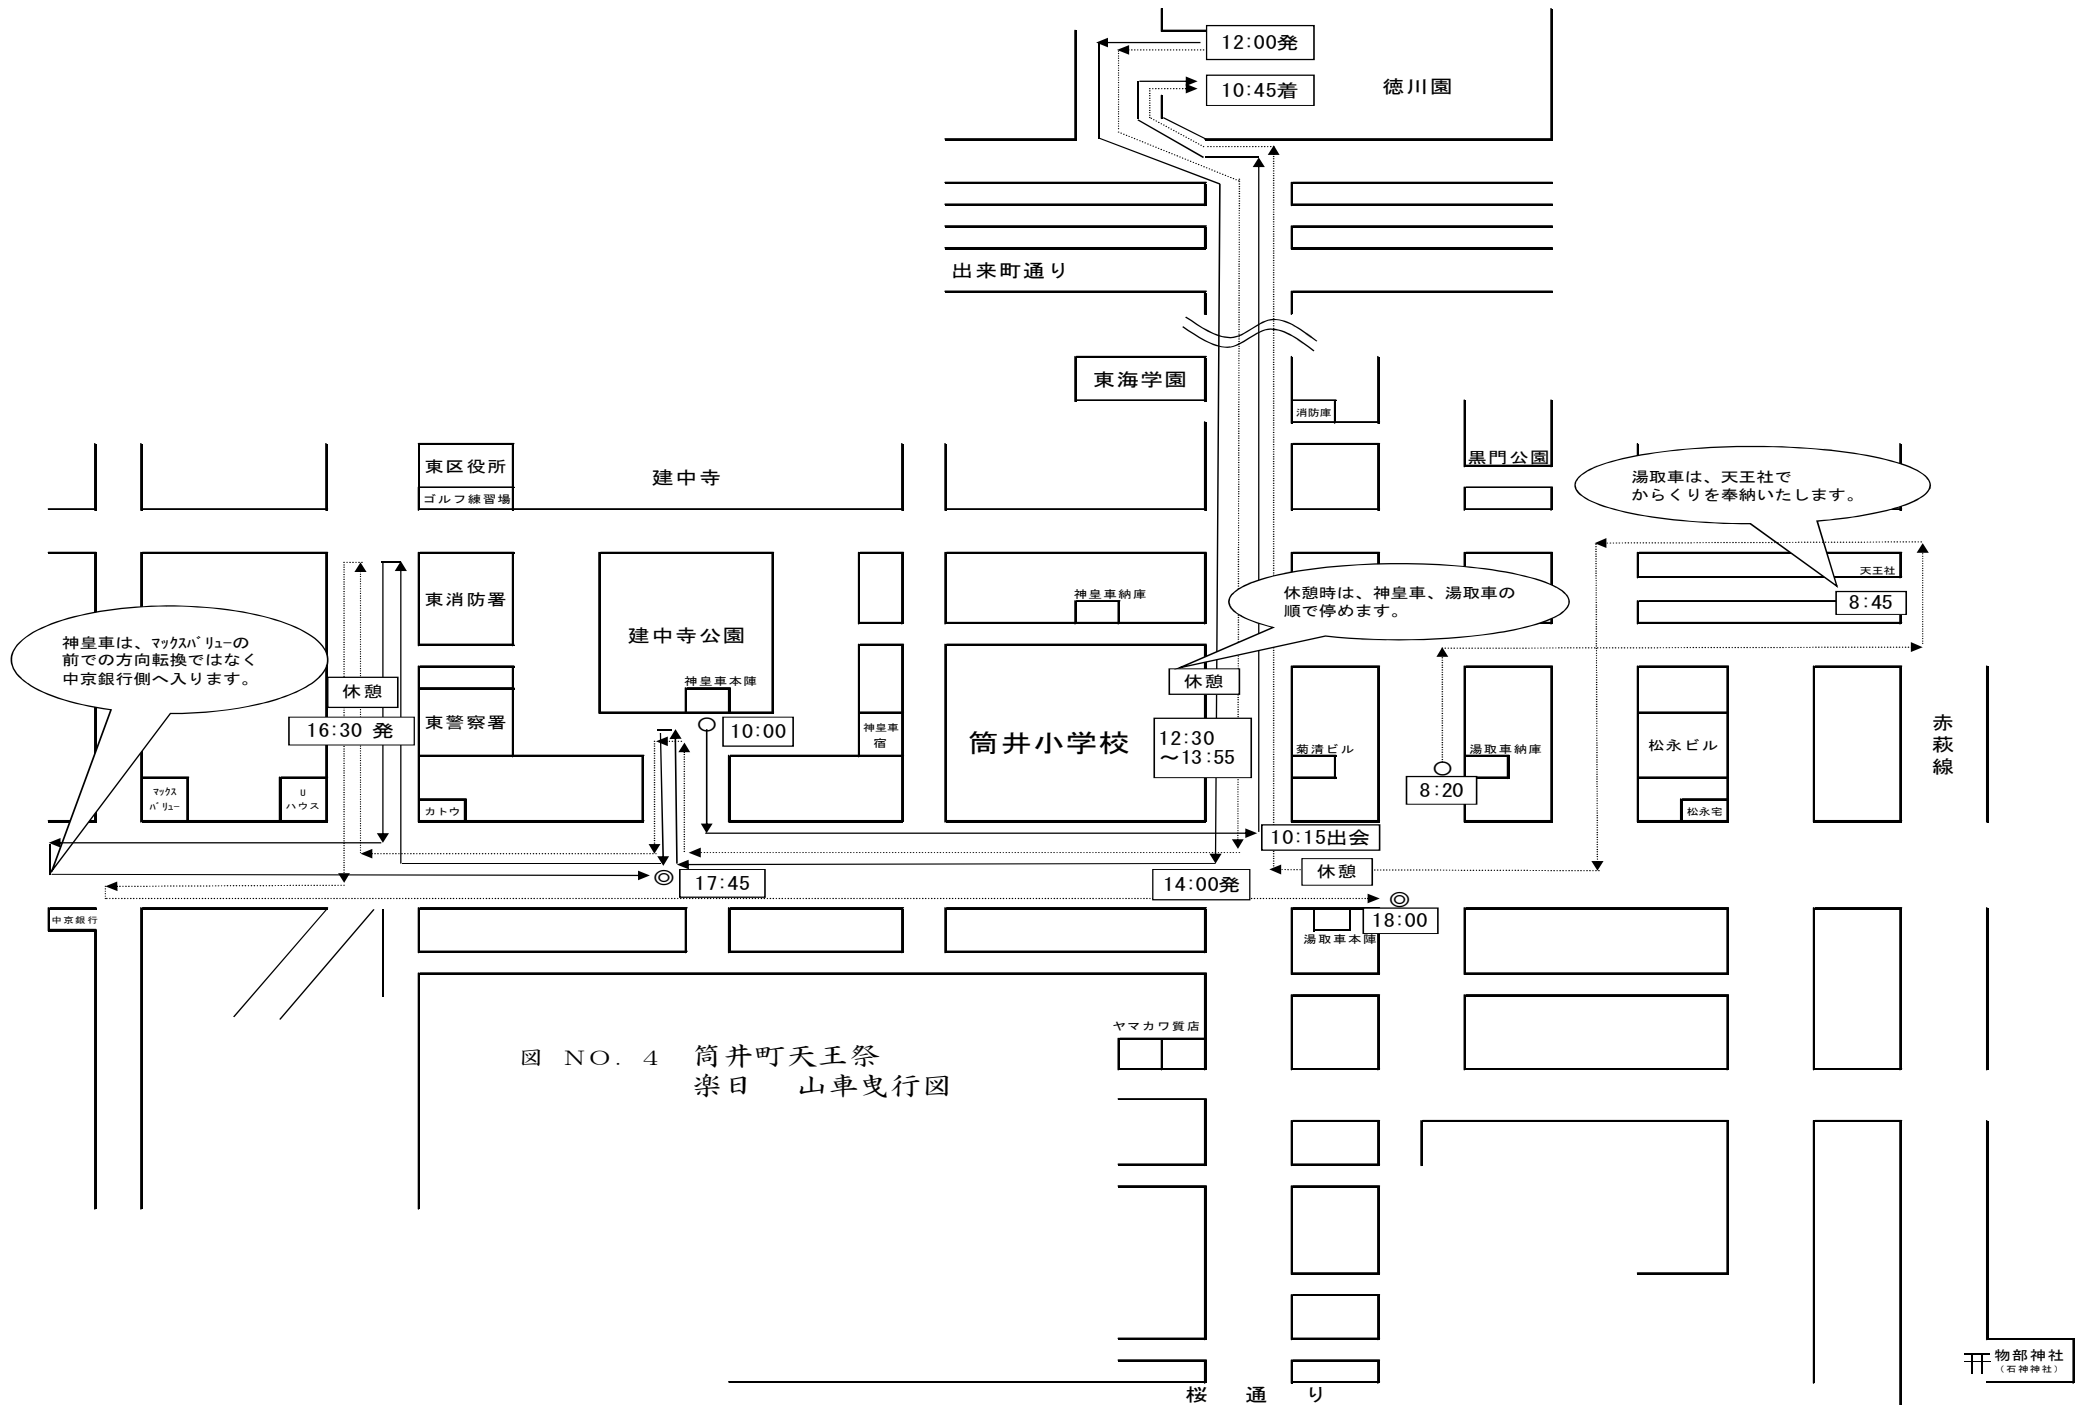 12:00発
10:45着
徳川園
出来町通り
東海学園
消防庫
東区役所
ゴルフ練習場
建中寺
黒門公園
湯取車は、天王社で
からくりを奉納いたします。
天王社
8:45
東消防署
建中寺公園
神皇車納庫
休憩時は、神皇車、湯取車の
順で停めます。
神皇車は、マックスバリューの
前での方向転換ではなく
中京銀行側へ入ります。
休憩
16:30 発
東警察署
神皇車本陣
10:00
神皇車
宿
筒井小学校
休憩
12:30
～13:55
菊清ビル
湯取車納庫
8:20
松永ビル
松永宅
赤萩線
マックス
バリュー
U
ハウス
カトウ
10:15出会
休憩
17:45
14:00発
18:00
中京銀行
湯取車本陣
ヤマカワ質店
図 NO. 4 筒井町天王祭
楽日 山車曳行図
物部神社
(石神神社)
桜通り